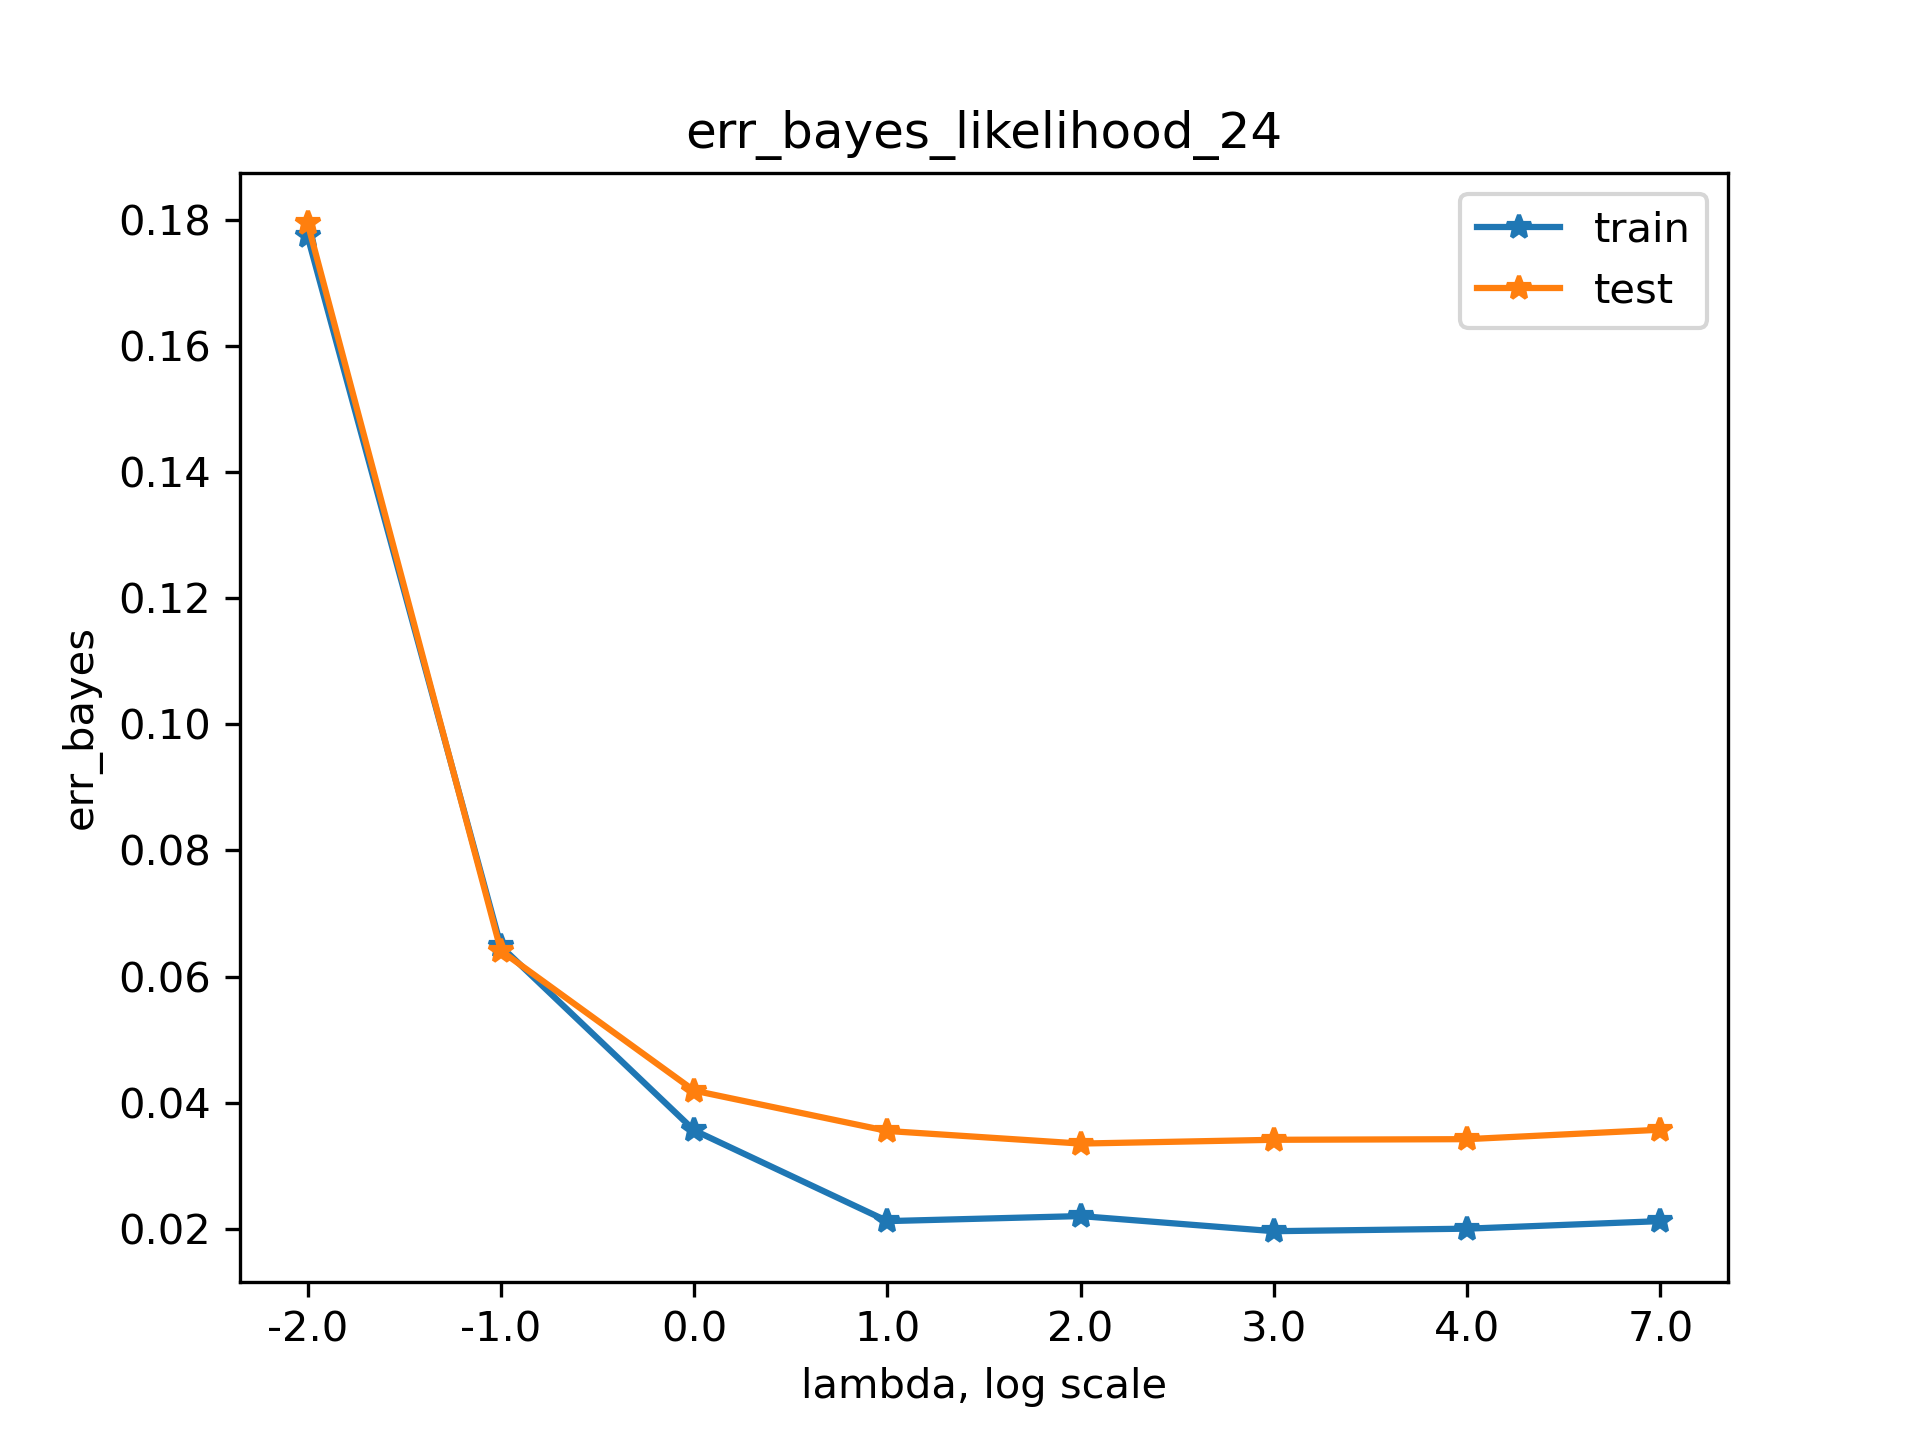 err_bayes_likelihood_24
train
test
0.18
0.16
0.14
0.12
0.10
0.08
0.06
0.04
0.02
err_bayes
-2.0 -1.0 0.0 1.0 2.0 3.0 4.0 7.0
lambda, log scale